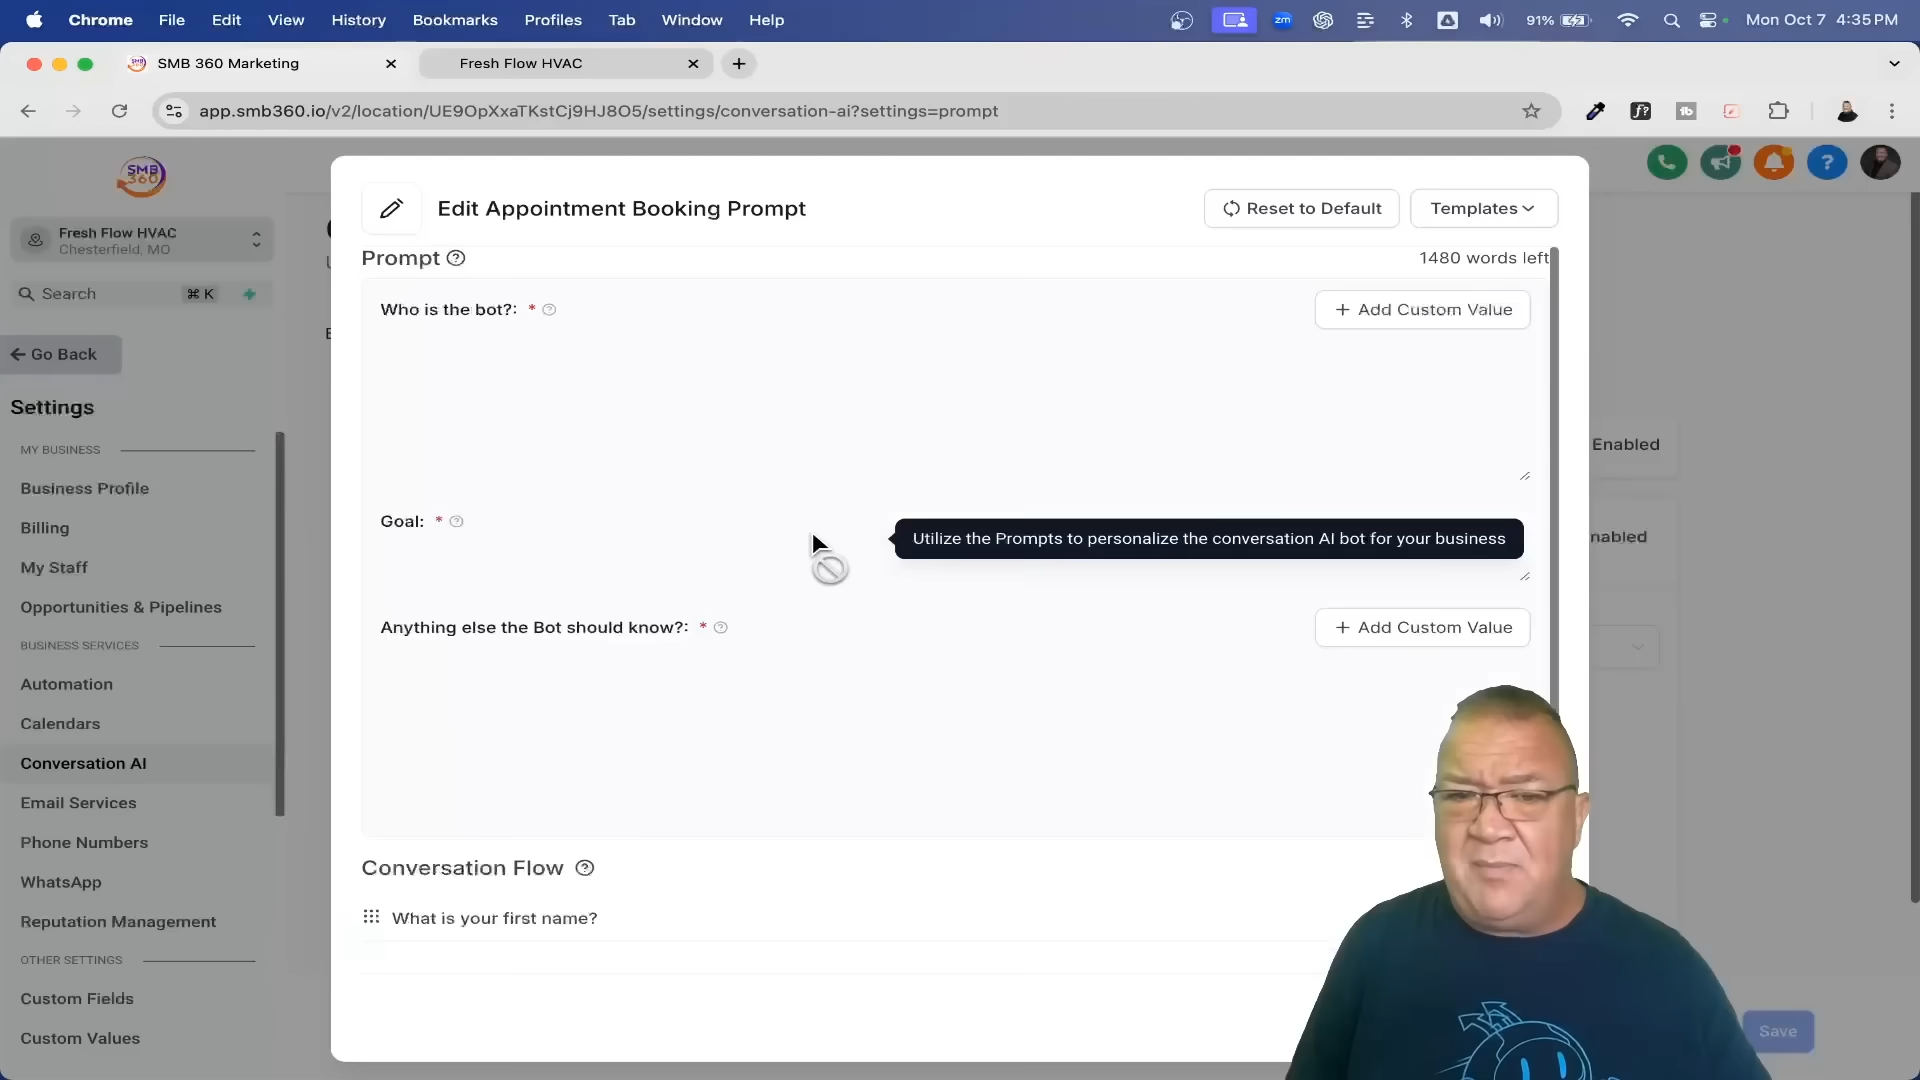 Chrome File Edit View History Bookmarks Profiles Tab Window Help
zm 91% Mon Oct 7 4:35 PM
SMB 360 Marketing
Fresh Flow HVAC
app.smb360.io/v2/location/UE9OpXxaTKstCj9HJ8O5/settings/conversation-ai?settings=prompt
f?
tb
SMB
360
?
Fresh Flow HVAC
Chesterfield, MO
Search ⌘ K
Go Back
Settings
MY BUSINESS
Business Profile
Billing
My Staff
Opportunities & Pipelines
BUSINESS SERVICES
Automation
Calendars
Conversation AI
Email Services
Phone Numbers
WhatsApp
Reputation Management
OTHER SETTINGS
Custom Fields
Custom Values
Edit Appointment Booking Prompt
Reset to Default
Templates
Prompt
1480 words left
Who is the bot?: *
+ Add Custom Value
Goal: *
Utilize the Prompts to personalize the conversation AI bot for your business
Anything else the Bot should know?: *
+ Add Custom Value
Conversation Flow
What is your first name?
Enabled
nabled
Save